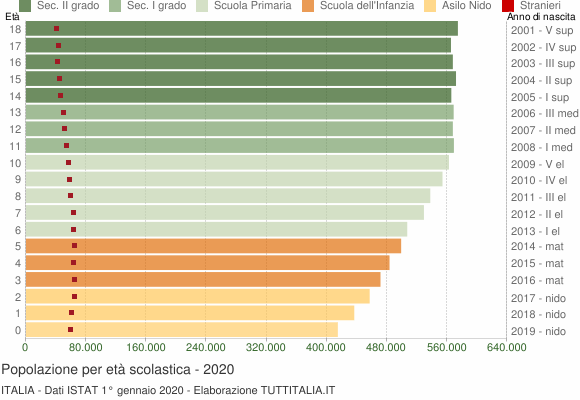 Sec. II grado Sec. I grado Scuola Primaria Scuola dell'Infanzia Asilo Nido Stranieri
Età Anno di nascita
18 2001 - V sup
17 2002 - IV sup
16 2003 - III sup
15 2004 - II sup
14 2005 - I sup
13 2006 - III med
12 2007 - II med
11 2008 - I med
10 2009 - V el
9 2010 - IV el
8 2011 - III el
7 2012 - II el
6 2013 - I el
5 2014 - mat
4 2015 - mat
3 2016 - mat
2 2017 - nido
1 2018 - nido
0 2019 - nido
0 80.000 160.000 240.000 320.000 400.000 480.000 560.000 640.000
Popolazione per età scolastica - 2020
ITALIA - Dati ISTAT 1° gennaio 2020 - Elaborazione TUTTITALIA.IT